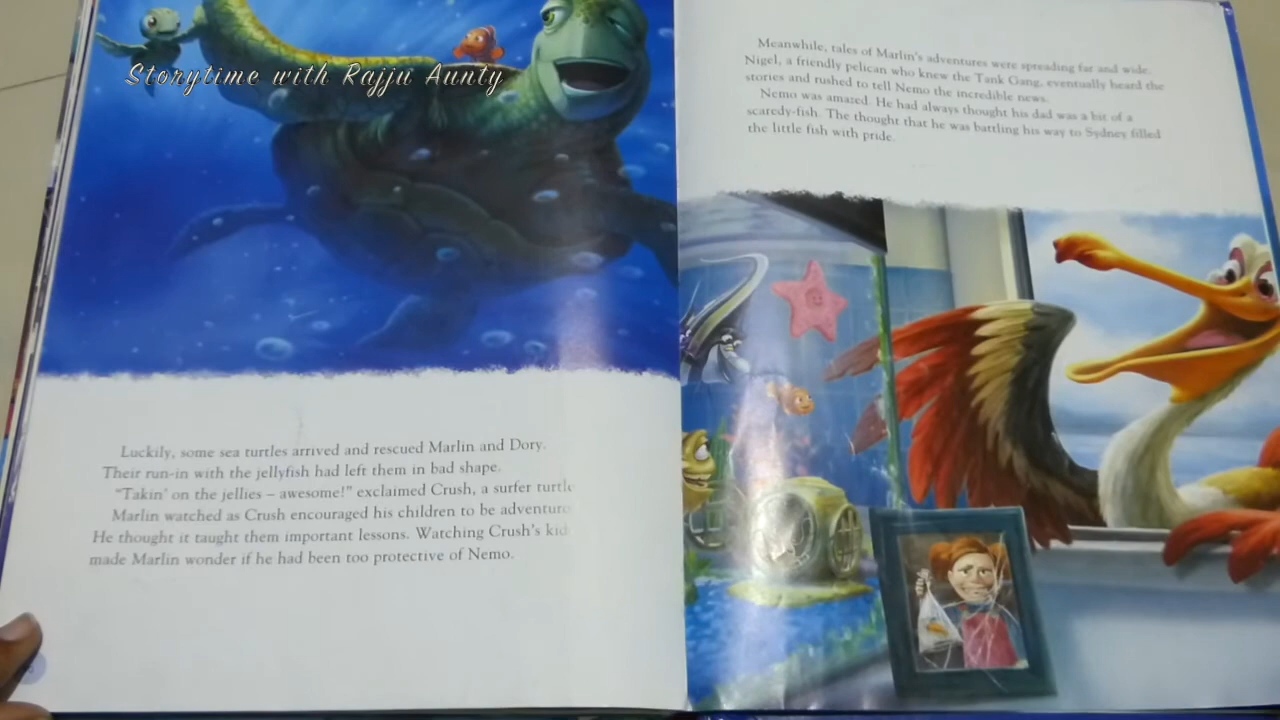 Storytime with Rajju Aunty
Luckily, some sea turtles arrived and rescued Marlin and Dory.
Their run-in with the jellyfish had left them in bad shape.
"Takin' on the jellies – awesome!" exclaimed Crush, a surfer turtle
Marlin watched as Crush encouraged his children to be
He thought it taught them important lessons. Watching Crush's
made Marlin wonder if he had been too protective of Nemo.
Meanwhile, tales of Marlin's adventures were spreading far and wide.
Nigel, a friendly pelican who knew the Tank Gang, eventually heard the
stories and rushed to tell Nemo the incredible news.
Nemo was amazed. He had always thought his dad was a bit of a
scaredy-fish. The thought that he was battling his way to Sydney filled
the little fish with pride.